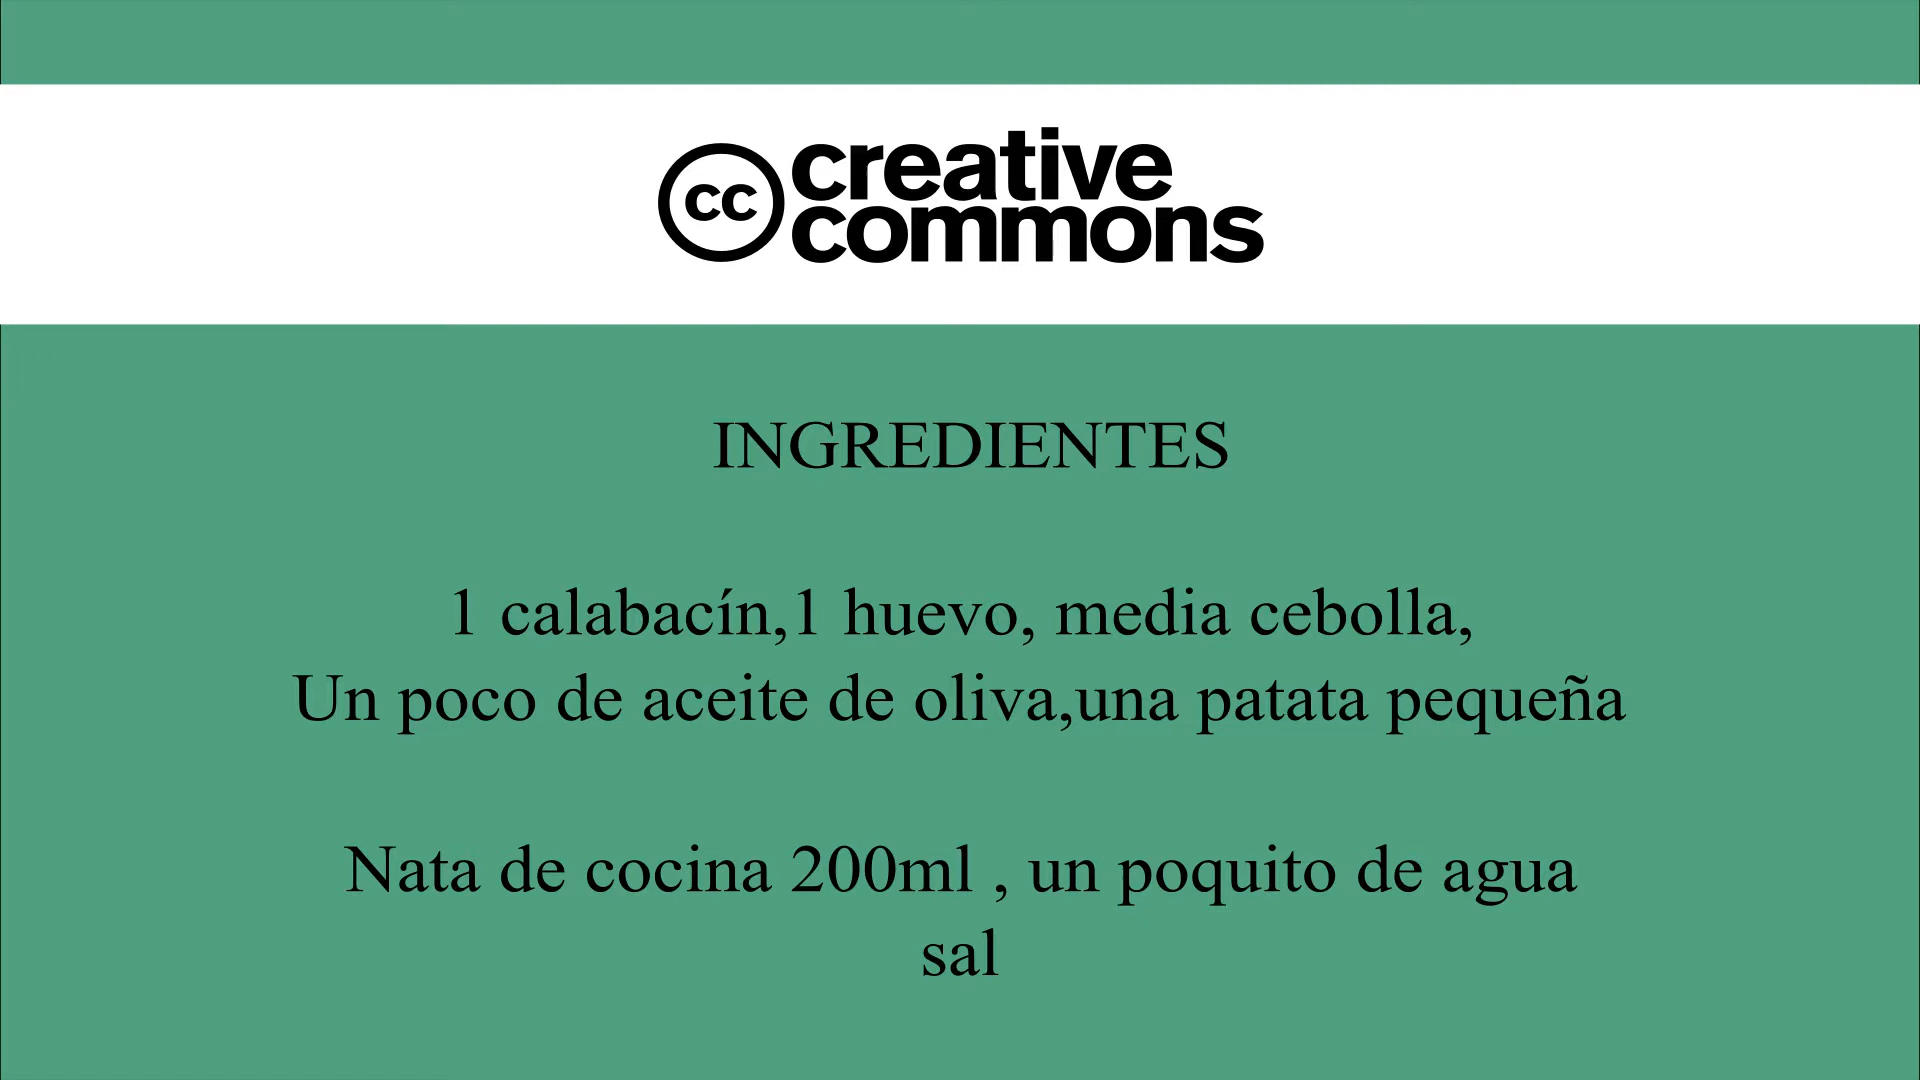 cc creative
commons
INGREDIENTES
1 calabacín,1 huevo, media cebolla,
Un poco de aceite de oliva,una patata pequeña
Nata de cocina 200ml , un poquito de agua
sal